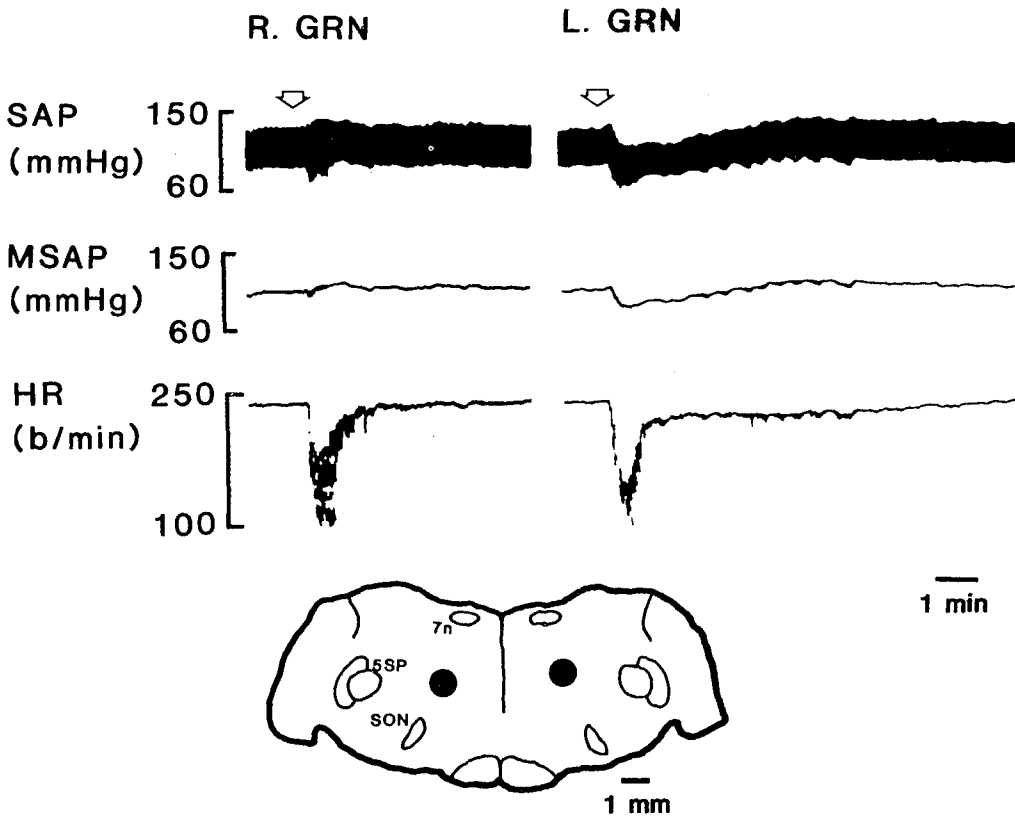 R. GRN L. GRN
SAP 150
(mmHg)
60
MSAP 150
(mmHg)
60
HR 250
(b/min)
100
1 min
7n
5SP
SON
1 mm